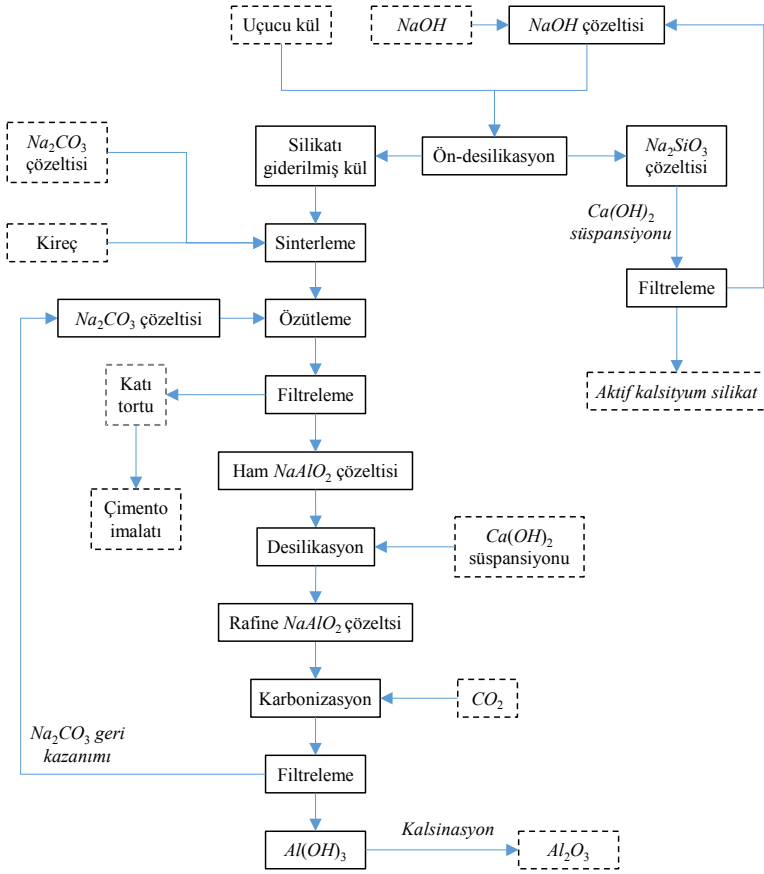 Uçucu kül
NaOH
NaOH çözeltisi
Na₂CO₃
çözeltisi
Silikatı
giderilmiş kül
Ön-desilikasyon
Na₂SiO₃
çözeltisi
Ca(OH)₂
süspansiyonu
Kireç
Sinterleme
Filtreleme
Na₂CO₃ çözeltisi
Özütleme
Katı
tortu
Filtreleme
Aktif kalsityum silikat
Ham NaAlO₂ çözeltisi
Çimento
imalatı
Desilikasyon
Ca(OH)₂
süspansiyonu
Rafine NaAlO₂ çözeltsi
Karbonizasyon
CO₂
Na₂CO₃ geri
kazanımı
Filtreleme
Al(OH)₃
Kalsinasyon
Al₂O₃